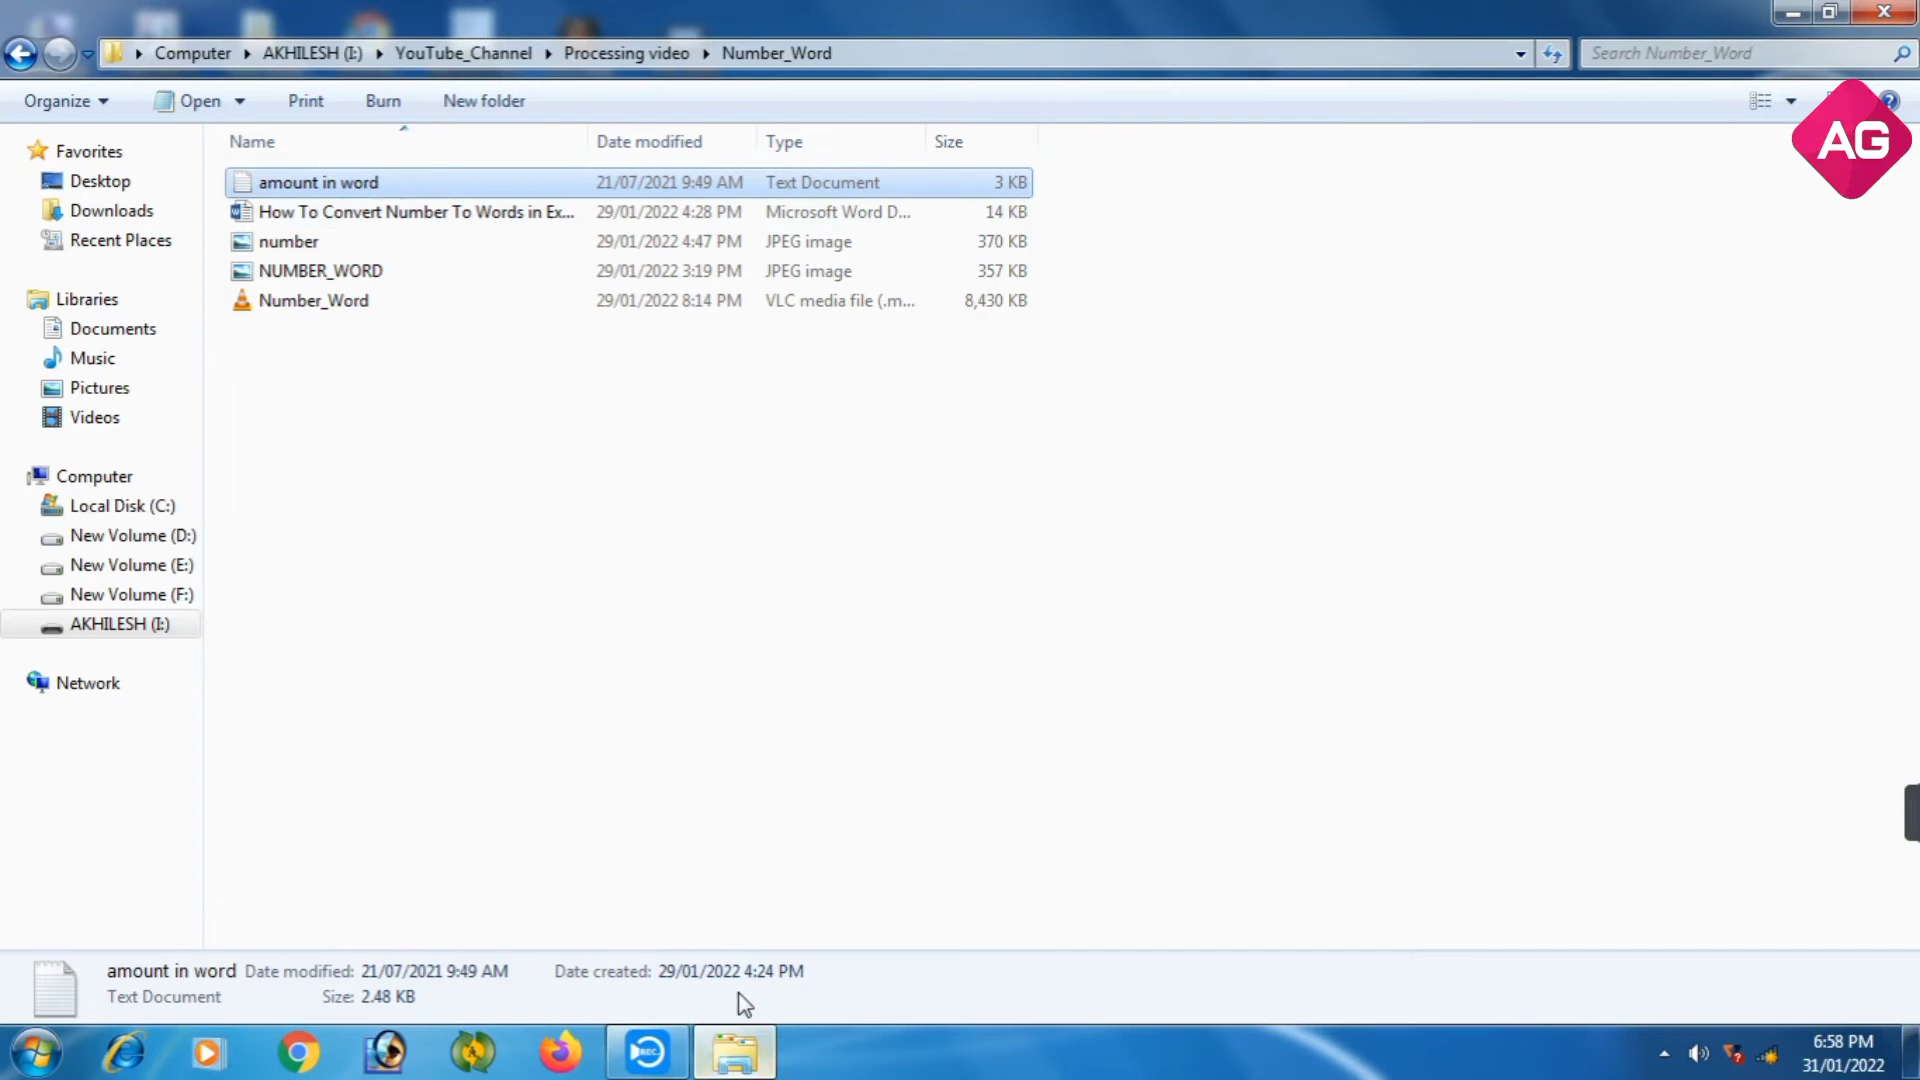 Computer AKHILESH (I:) YouTube_Channel Processing video Number_Word Search Number_Word
Organize Open Print Burn New folder
AG
Name Date modified Type Size
amount in word 21/07/2021 9:49 AM Text Document 3 KB
How To Convert Number To Words in Ex... 29/01/2022 4:28 PM Microsoft Word D... 14 KB
number 29/01/2022 4:47 PM JPEG image 370 KB
NUMBER_WORD 29/01/2022 3:19 PM JPEG image 357 KB
Number_Word 29/01/2022 8:14 PM VLC media file (.m... 8,430 KB
Favorites
Desktop
Downloads
Recent Places
Libraries
Documents
Music
Pictures
Videos
Computer
Local Disk (C:)
New Volume (D:)
New Volume (E:)
New Volume (F:)
AKHILESH (I:)
Network
amount in word Date modified: 21/07/2021 9:49 AM Date created: 29/01/2022 4:24 PM
Text Document Size: 2.48 KB
REC
6:58 PM
31/01/2022